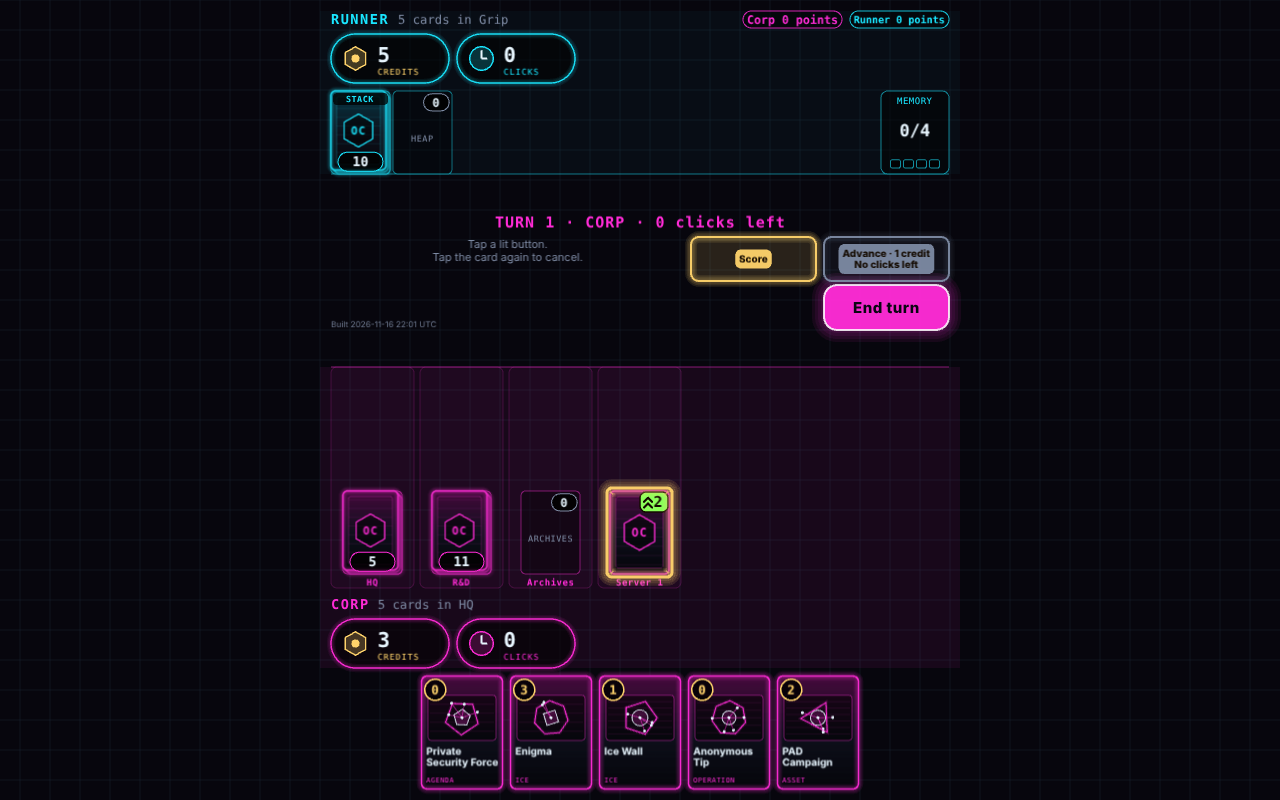 RUNNER 5 cards in Grip
Corp 0 points
Runner 0 points
5
CREDITS
0
CLICKS
STACK
OC
10
0
HEAP
MEMORY
0/4
TURN 1 · CORP · 0 clicks left
Tap a lit button.
Tap the card again to cancel.
Score
Advance · 1 credit
No clicks left
End turn
Built 2026-11-16 22:01 UTC
OC
5
HQ
OC
11
R&D
0
ARCHIVES
Archives
2
OC
Server 1
CORP 5 cards in HQ
3
CREDITS
0
CLICKS
0
Private
Security Force
AGENDA
3
Enigma
ICE
1
Ice Wall
ICE
0
Anonymous
Tip
OPERATION
2
PAD
Campaign
ASSET